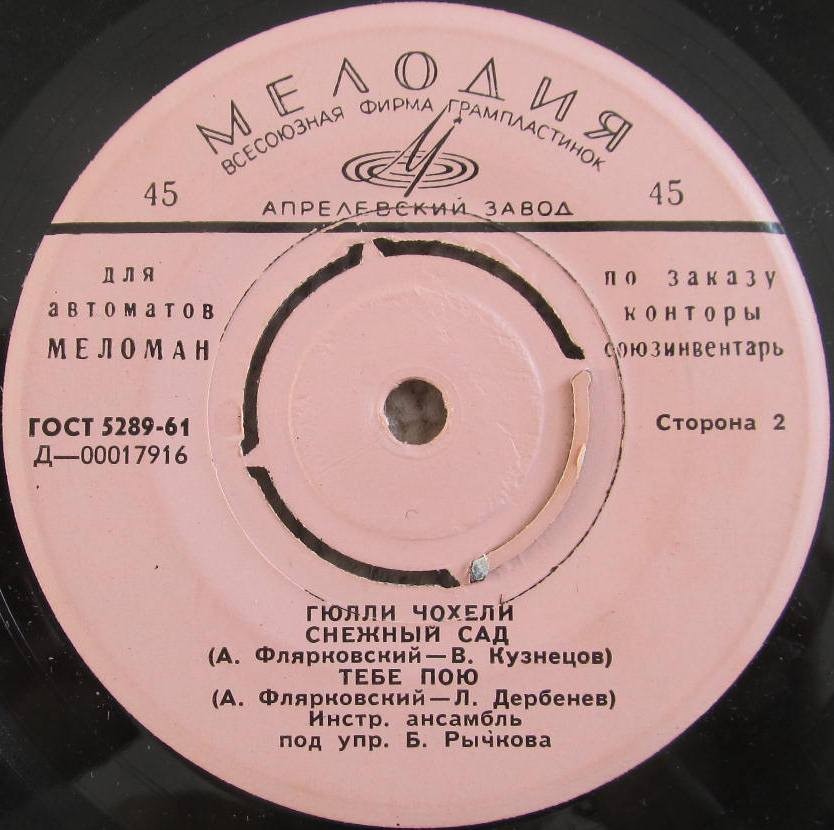 МЕЛОДИЯ
ВСЕСОЮЗНАЯ ФИРМА ГРАМПЛАСТИНОК
45
45
АПРЕЛЕВСКИЙ ЗАВОД
для
автоматов
МЕЛОМАН
по заказу
конторы
союзинвентарь
ГОСТ 5289-61
Д—00017916
Сторона 2
ГЮЛЛИ ЧОХЕЛИ
СНЕЖНЫЙ САД
(А. Флярковский—В. Кузнецов)
ТЕБЕ ПОЮ
(А. Флярковский—Л. Дербенев)
Инстр. ансамбль
под упр. Б. Рычкова